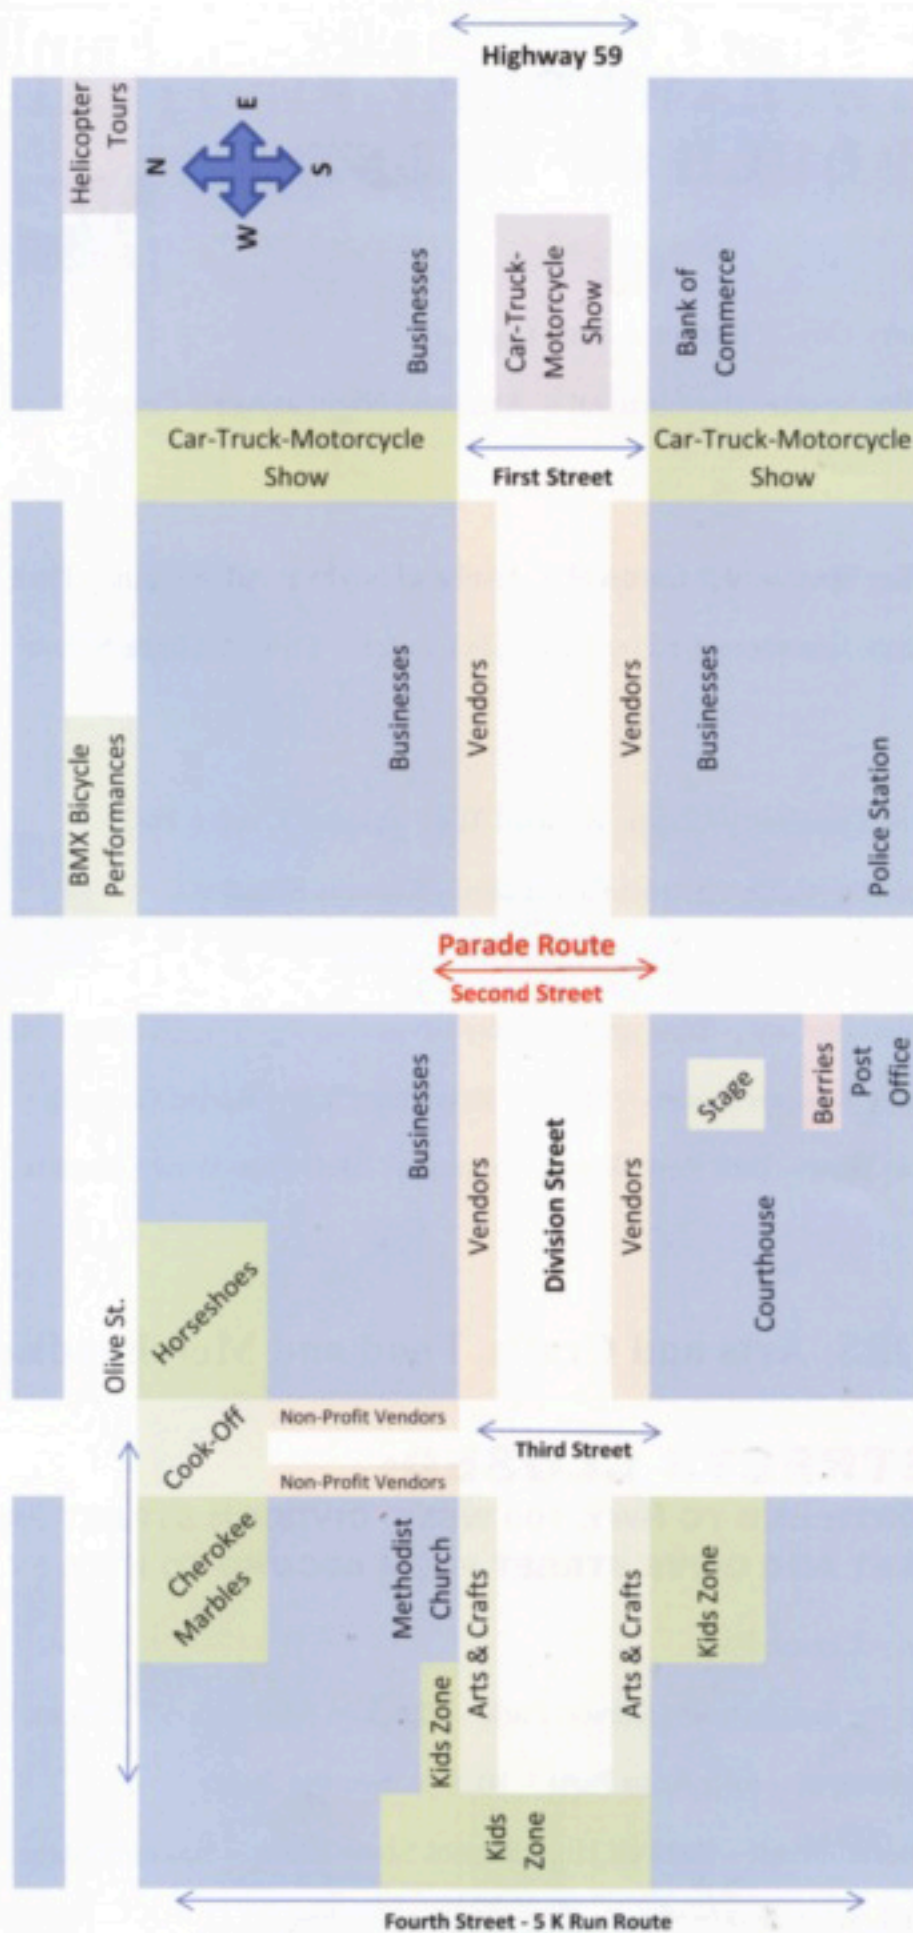 Highway 59
Helicopter
Tours
N
E
S
W
Businesses
Car-Truck-
Motorcycle
Show
Bank of
Commerce
Car-Truck-Motorcycle
Show
First Street
Car-Truck-Motorcycle
Show
BMX Bicycle
Performances
Businesses
Vendors
Vendors
Businesses
Police Station
Parade Route
Second Street
Olive St.
Horseshoes
Businesses
Vendors
Division Street
Vendors
Stage
Berries
Post
Office
Courthouse
Cook-Off
Non-Profit Vendors
Non-Profit Vendors
Third Street
Cherokee
Marbles
Methodist
Church
Kids Zone
Arts & Crafts
Arts & Crafts
Kids Zone
Kids
Zone
Fourth Street - 5 K Run Route